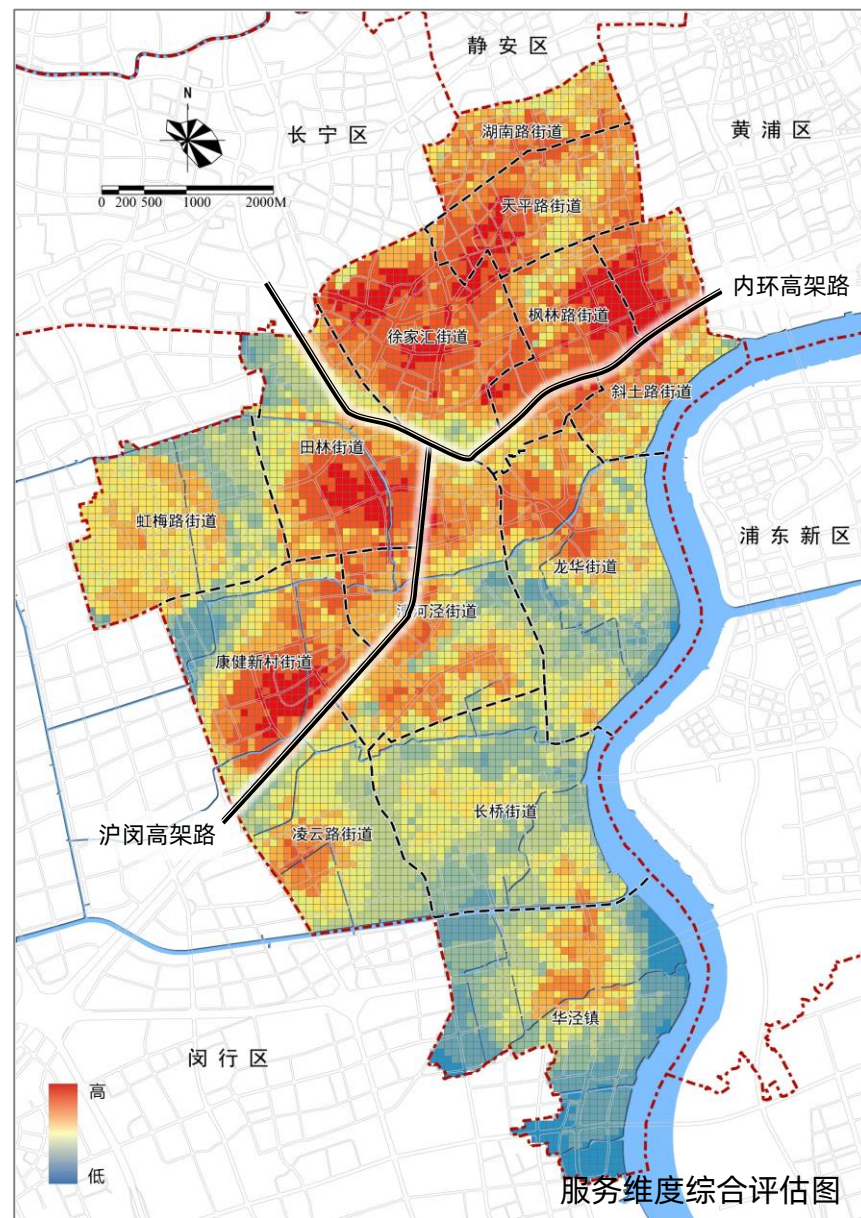 静安区
黄浦区
长宁区
N
0 200 500 1000 2000M
湖南路街道
天平路街道
内环高架路
枫林路街道
徐家汇街道
斜土路街道
田林街道
虹梅路街道
浦东新区
龙华街道
漕河泾街道
康健新村街道
长桥街道
沪闵高架路
凌云路街道
华泾镇
闵行区
高
低
服务维度综合评估图